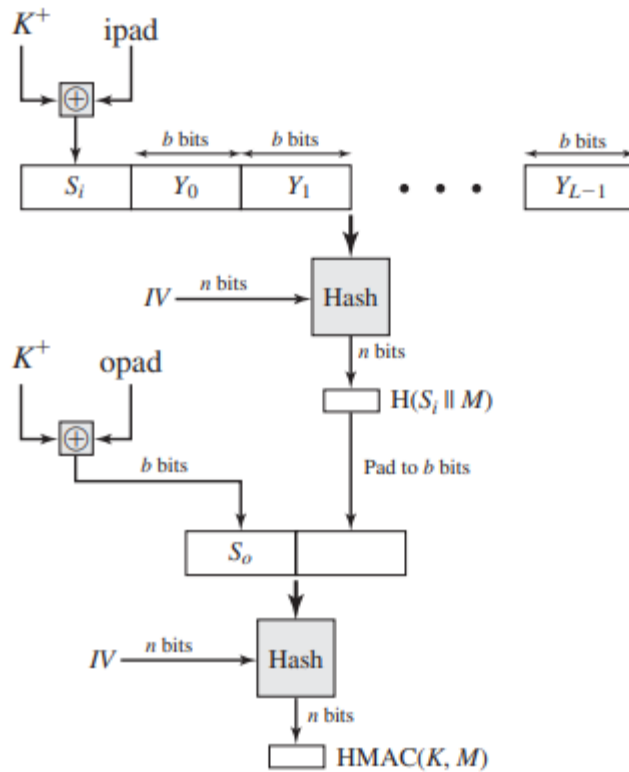 K⁺ ipad
⊕
b bits b bits b bits
Sᵢ Y₀ Y₁ • • • Y_{L−1}
IV n bits Hash
n bits
K⁺ opad
H(Sᵢ ‖ M)
⊕
b bits Pad to b bits
Sₒ
IV n bits Hash
n bits
HMAC(K, M)